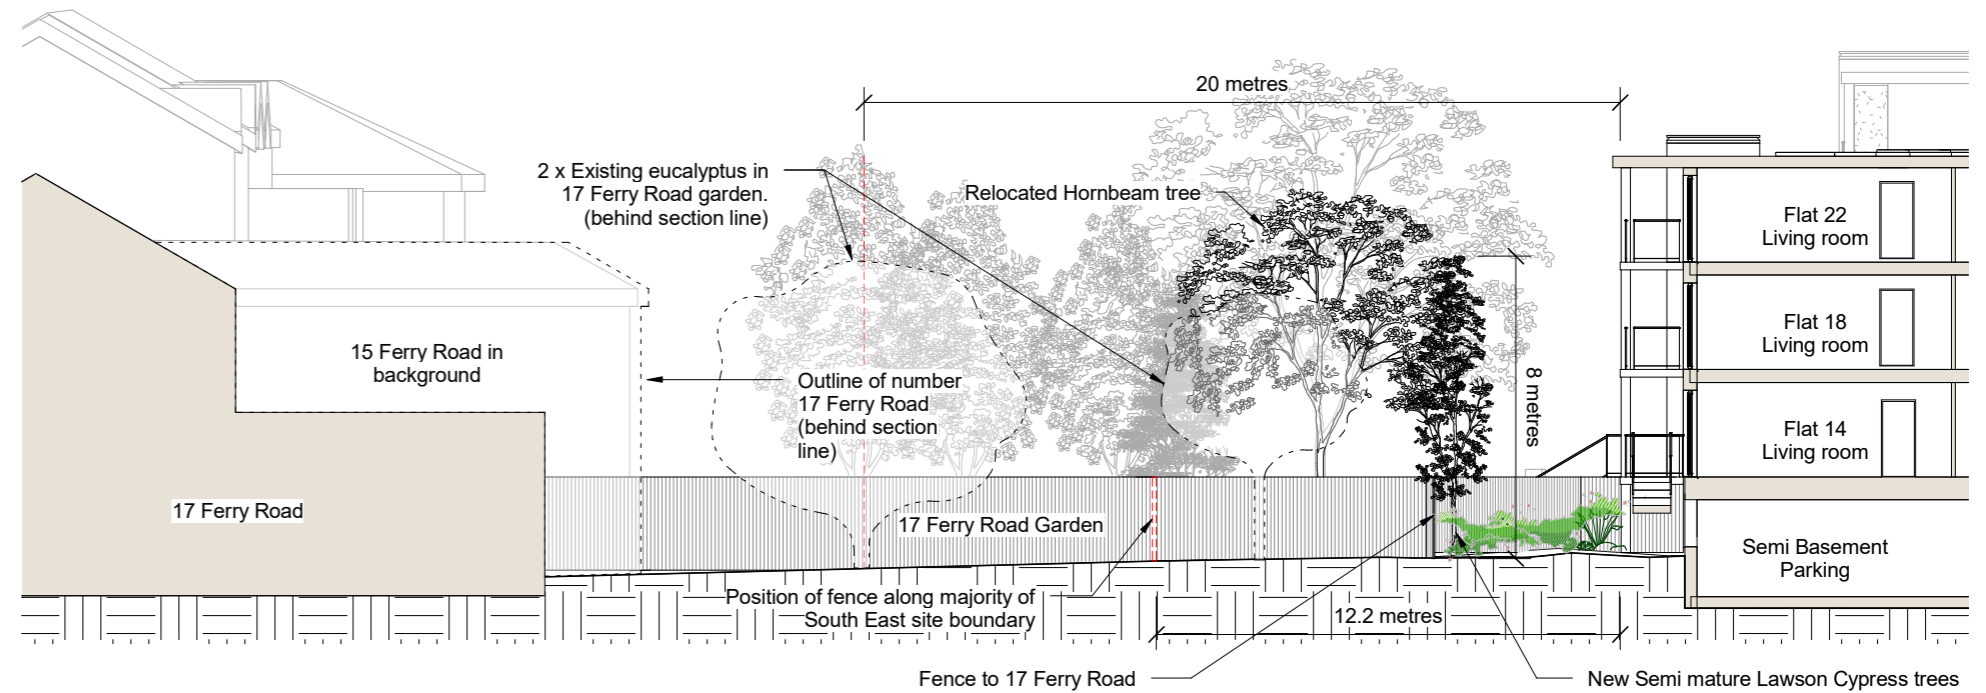 20 metres
2 x Existing eucalyptus in
17 Ferry Road garden.
(behind section line)
Relocated Hornbeam tree
Flat 22
Living room
15 Ferry Road in
background
Outline of number
17 Ferry Road
(behind section
line)
8 metres
Flat 18
Living room
Flat 14
Living room
17 Ferry Road
17 Ferry Road Garden
Semi Basement
Parking
Position of fence along majority of
South East site boundary
12.2 metres
Fence to 17 Ferry Road
New Semi mature Lawson Cypress trees